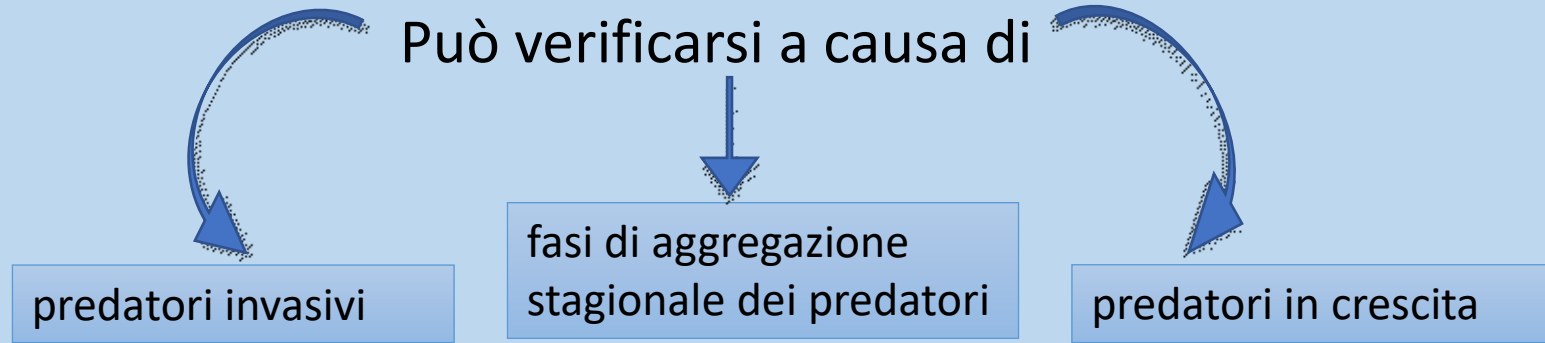 Può verificarsi a causa di
predatori invasivi
fasi di aggregazione
stagionale dei predatori
predatori in crescita